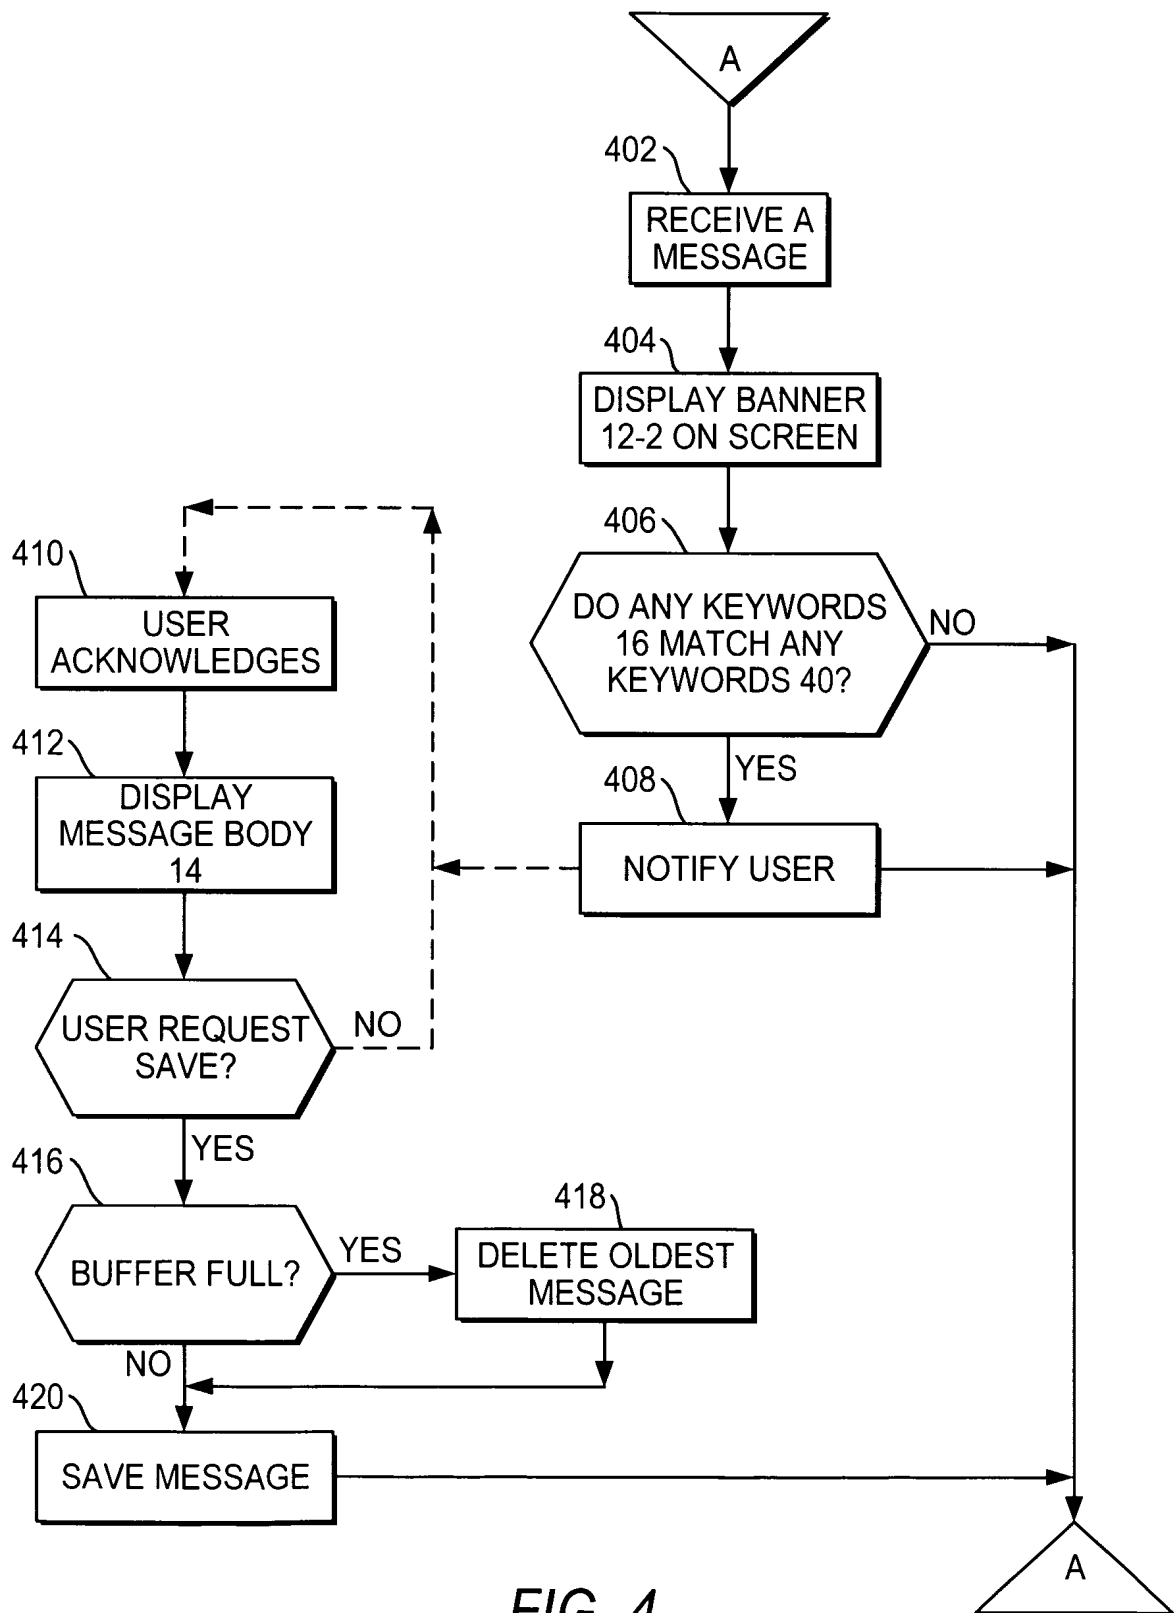 A
402
RECEIVE A
MESSAGE
404
DISPLAY BANNER
12-2 ON SCREEN
406
DO ANY KEYWORDS
16 MATCH ANY
KEYWORDS 40?
NO
YES
408
NOTIFY USER
410
USER
ACKNOWLEDGES
412
DISPLAY
MESSAGE BODY
14
414
USER REQUEST
SAVE?
NO
YES
416
BUFFER FULL?
YES
418
DELETE OLDEST
MESSAGE
NO
420
SAVE MESSAGE
A
FIG. 4